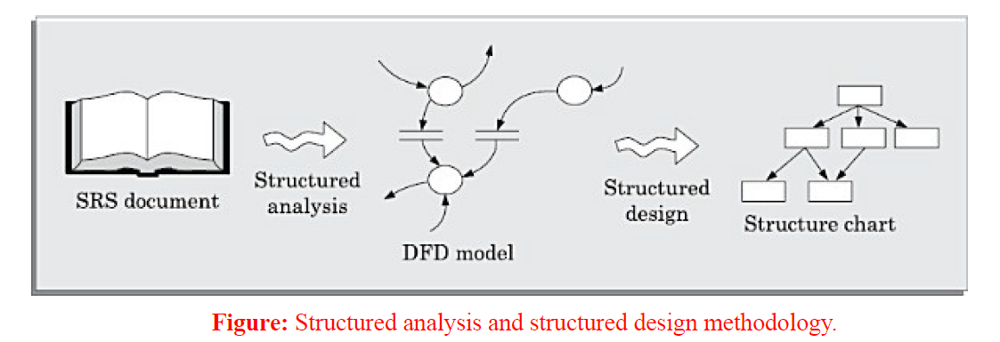 SRS document
Structured
analysis
DFD model
Structured
design
Structure chart
Figure: Structured analysis and structured design methodology.